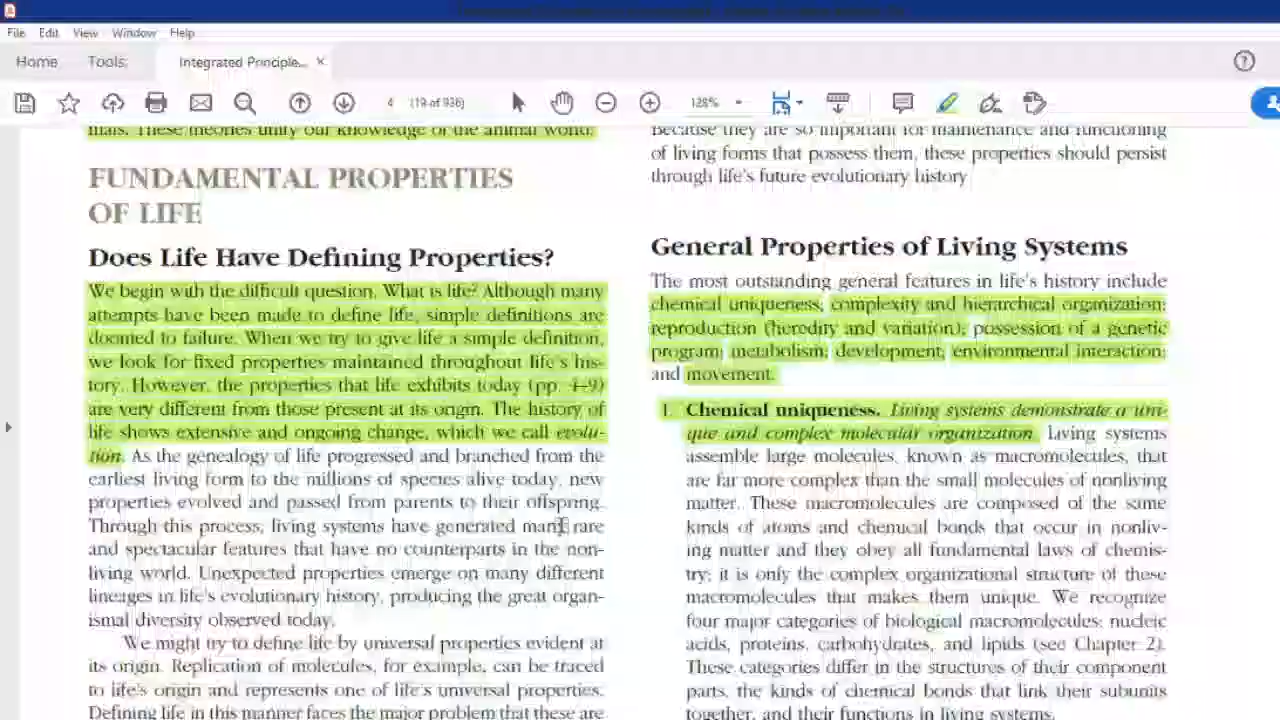 File Edit View Window Help
Home Tools Integrated Principle... ×
4 (19 of 936) 128%
mals. These theories unify our knowledge of the animal world.
FUNDAMENTAL PROPERTIES
OF LIFE
Does Life Have Defining Properties?
We begin with the difficult question, What is life? Although many
attempts have been made to define life, simple definitions are
doomed to failure. When we try to give life a simple definition,
we look for fixed properties maintained throughout life's his-
tory. However, the properties that life exhibits today (pp. 4–9)
are very different from those present at its origin. The history of
life shows extensive and ongoing change, which we call evolu-
tion. As the genealogy of life progressed and branched from the
earliest living form to the millions of species alive today, new
properties evolved and passed from parents to their offspring.
Through this process, living systems have generated many rare
and spectacular features that have no counterparts in the non-
living world. Unexpected properties emerge on many different
lineages in life's evolutionary history, producing the great organ-
ismal diversity observed today.
We might try to define life by universal properties evident at
its origin. Replication of molecules, for example, can be traced
to life's origin and represents one of life's universal properties.
Defining life in this manner faces the major problem that these are
Because they are so important for maintenance and functioning
of living forms that possess them, these properties should persist
through life's future evolutionary history
General Properties of Living Systems
The most outstanding general features in life's history include
chemical uniqueness; complexity and hierarchical organization;
reproduction (heredity and variation); possession of a genetic
program; metabolism; development; environmental interaction;
and movement.
1. Chemical uniqueness. Living systems demonstrate a uni-
que and complex molecular organization. Living systems
assemble large molecules, known as macromolecules, that
are far more complex than the small molecules of nonliving
matter. These macromolecules are composed of the same
kinds of atoms and chemical bonds that occur in nonliv-
ing matter and they obey all fundamental laws of chemis-
try; it is only the complex organizational structure of these
macromolecules that makes them unique. We recognize
four major categories of biological macromolecules: nucleic
acids, proteins, carbohydrates, and lipids (see Chapter 2).
These categories differ in the structures of their component
parts, the kinds of chemical bonds that link their subunits
together, and their functions in living systems.